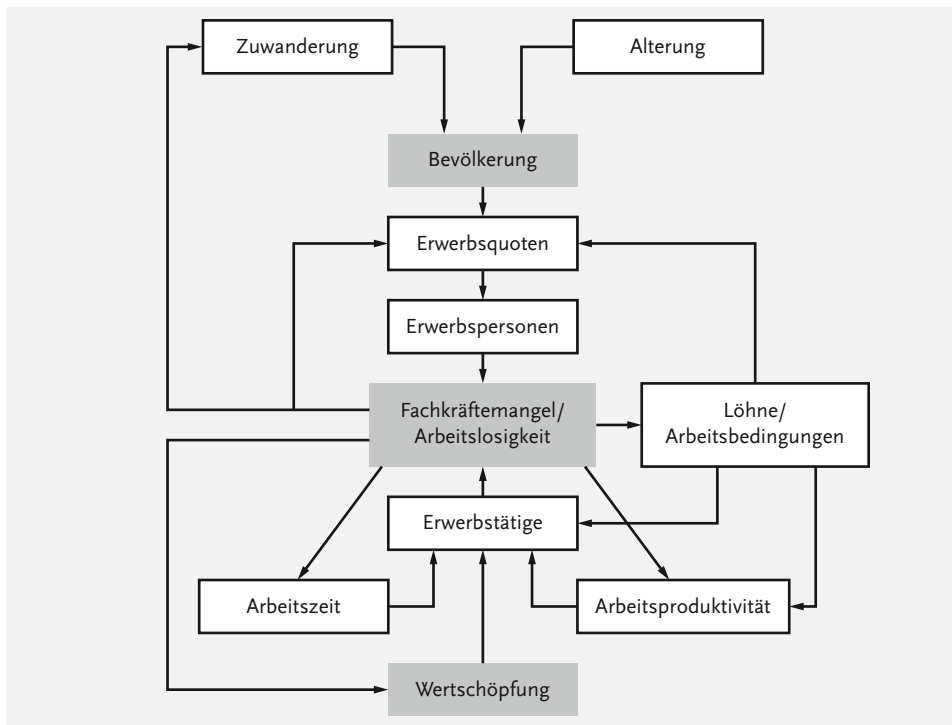 Zuwanderung
Alterung
Bevölkerung
Erwerbsquoten
Erwerbspersonen
Fachkräftemangel/
Arbeitslosigkeit
Löhne/
Arbeitsbedingungen
Erwerbstätige
Arbeitszeit
Arbeitsproduktivität
Wertschöpfung